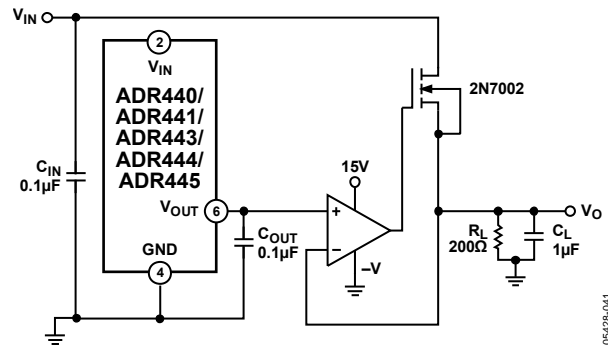 VIN
2
VIN
ADR440/
ADR441/
ADR443/
ADR444/
ADR445
2N7002
CIN
0.1µF
15V
VOUT
6
+
–
VO
GND
4
COUT
0.1µF
–V
RL
200Ω
CL
1µF
05428-041